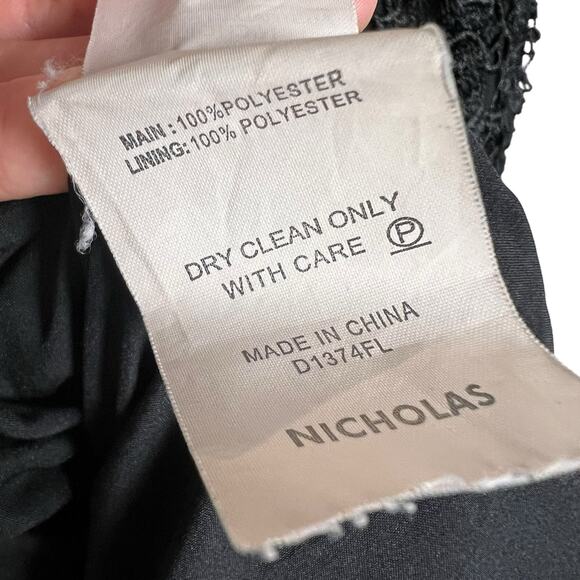 MAIN : 100%POLYESTER
LINING: 100% POLYESTER
DRY CLEAN ONLY
WITH CARE Ⓟ
MADE IN CHINA
D1374FL
NICHOLAS